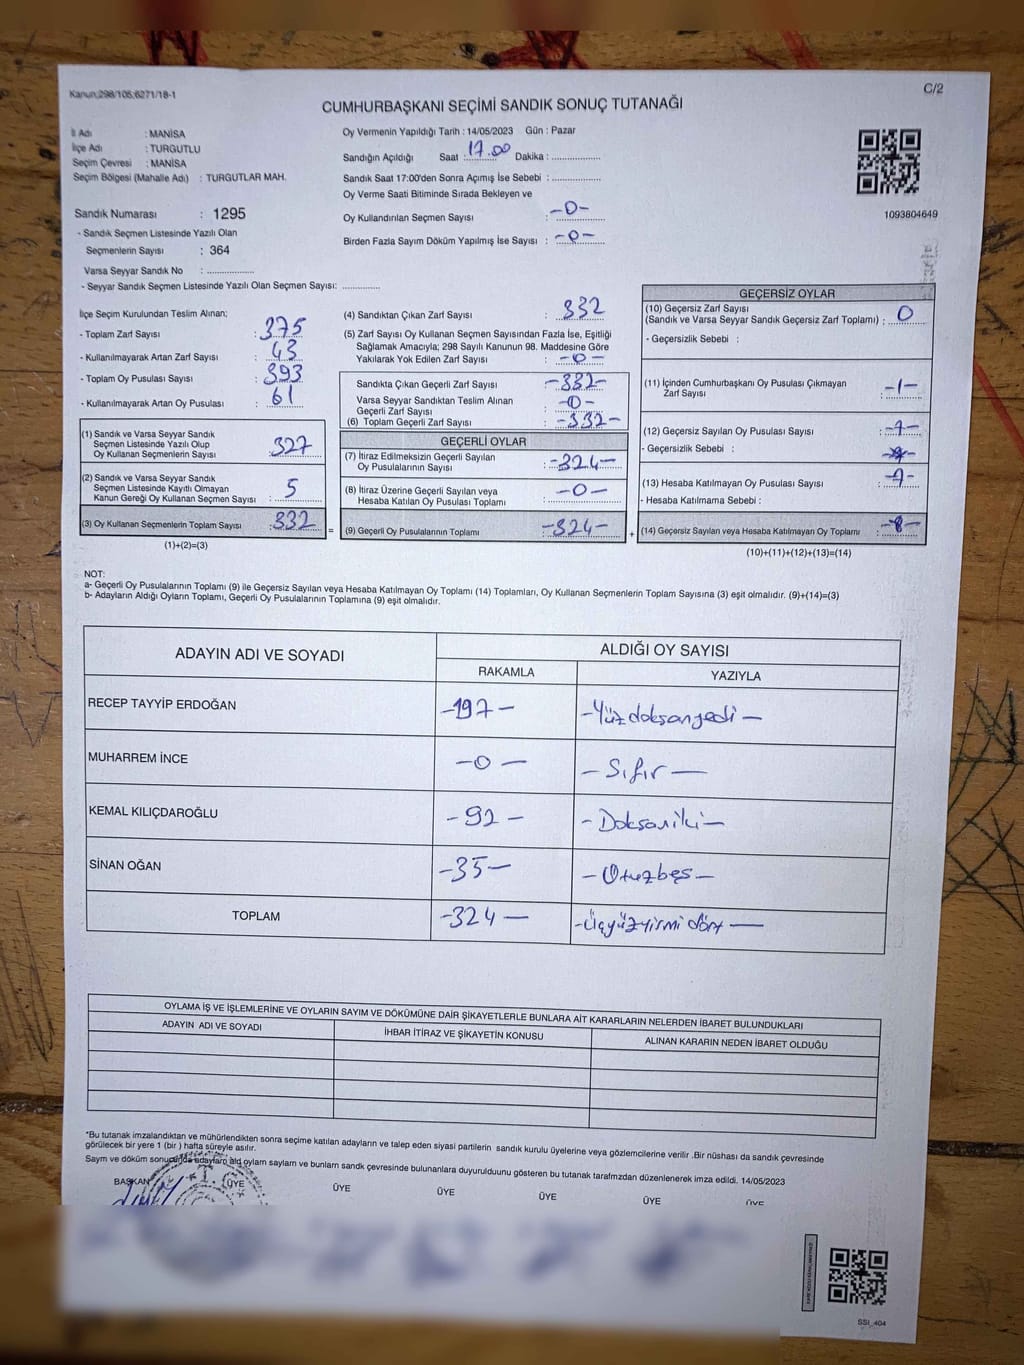 Kanun;298/105;6271/18-1
C/2
CUMHURBAŞKANI SEÇİMİ SANDIK SONUÇ TUTANAĞI
İl Adı : MANİSA
İlçe Adı : TURGUTLU
Seçim Çevresi : MANİSA
Seçim Bölgesi (Mahalle Adı) : TURGUTLAR MAH.
Sandık Numarası : 1295
- Sandık Seçmen Listesinde Yazılı Olan
Seçmenlerin Sayısı : 364
Varsa Seyyar Sandık No : ..................
- Seyyar Sandık Seçmen Listesinde Yazılı Olan Seçmen Sayısı: ..............
Oy Vermenin Yapıldığı Tarih : 14/05/2023 Gün : Pazar
Sandığın Açıldığı Saat : 17.00 Dakika : ..................
Sandık Saat 17:00'den Sonra Açımış İse Sebebi : ..................
Oy Verme Saati Bitiminde Sırada Bekleyen ve
Oy Kullandırılan Seçmen Sayısı : -0-
Birden Fazla Sayım Döküm Yapılmış İse Sayısı : -0-
1093804649
İlçe Seçim Kurulundan Teslim Alınan;
- Toplam Zarf Sayısı : 375
- Kullanılmayarak Artan Zarf Sayısı : 43
- Toplam Oy Pusulası Sayısı : 393
- Kullanılmayarak Artan Oy Pusulası : 61
(1) Sandık ve Varsa Seyyar Sandık
Seçmen Listesinde Yazılı Olup
Oy Kullanan Seçmenlerin Sayısı : 327
(2) Sandık ve Varsa Seyyar Sandık
Seçmen Listesinde Kayıtlı Olmayan
Kanun Gereği Oy Kullanan Seçmen Sayısı : 5
(3) Oy Kullanan Seçmenlerin Toplam Sayısı : 332
(1)+(2)=(3)
=
(4) Sandıktan Çıkan Zarf Sayısı : 332
(5) Zarf Sayısı Oy Kullanan Seçmen Sayısından Fazla İse, Eşitliği
Sağlamak Amacıyla; 298 Sayılı Kanunun 98. Maddesine Göre
Yakılarak Yok Edilen Zarf Sayısı : -0-
Sandıkta Çıkan Geçerli Zarf Sayısı : -332-
Varsa Seyyar Sandıktan Teslim Alınan
Geçerli Zarf Sayısı : -0-
(6) Toplam Geçerli Zarf Sayısı : -332-
GEÇERLİ OYLAR
(7) İtiraz Edilmeksizin Geçerli Sayılan
Oy Pusulalarının Sayısı : -324-
(8) İtiraz Üzerine Geçerli Sayılan veya
Hesaba Katılan Oy Pusulası Toplamı : -0-
(9) Geçerli Oy Pusulalarının Toplamı : -324-
+
GEÇERSİZ OYLAR
(10) Geçersiz Zarf Sayısı
(Sandık ve Varsa Seyyar Sandık Geçersiz Zarf Toplamı) : 0
- Geçersizlik Sebebi :
(11) İçinden Cumhurbaşkanı Oy Pusulası Çıkmayan
Zarf Sayısı : -1-
(12) Geçersiz Sayılan Oy Pusulası Sayısı : -7-
- Geçersizlik Sebebi :
(13) Hesaba Katılmayan Oy Pusulası Sayısı :
- Hesaba Katılmama Sebebi :
(14) Geçersiz Sayılan veya Hesaba Katılmayan Oy Toplamı : -8-
(10)+(11)+(12)+(13)=(14)
NOT:
a- Geçerli Oy Pusulalarının Toplamı (9) ile Geçersiz Sayılan veya Hesaba Katılmayan Oy Toplamı (14) Toplamları, Oy Kullanan Seçmenlerin Toplam Sayısına (3) eşit olmalıdır. (9)+(14)=(3)
b- Adayların Aldığı Oyların Toplamı, Geçerli Oy Pusulalarının Toplamına (9) eşit olmalıdır.
ADAYIN ADI VE SOYADI ALDIĞI OY SAYISI
RAKAMLA YAZIYLA
RECEP TAYYİP ERDOĞAN -197- -Yüz doksan yedi-
MUHARREM İNCE -0- -Sıfır-
KEMAL KILIÇDAROĞLU -92- -Doksan iki-
SİNAN OĞAN -35- -Otuzbeş-
TOPLAM -324- -Üçyüzyirmi dört-
OYLAMA İŞ VE İŞLEMLERİNE VE OYLARIN SAYIM VE DÖKÜMÜNE DAİR ŞİKAYETLERLE BUNLARA AİT KARARLARIN NELERDEN İBARET BULUNDUKLARI
ADAYIN ADI VE SOYADI İHBAR İTİRAZ VE ŞİKAYETİN KONUSU ALINAN KARARIN NEDEN İBARET OLDUĞU
*Bu tutanak imzalandıktan ve mühürlendikten sonra seçime katılan adayların ve talep eden siyasi partilerin sandık kurulu üyelerine veya gözlemcilerine verilir .Bir nüshası da sandık çevresinde
görülecek bir yere 1 (bir ) hafta süreyle asılır.
Sayım ve döküm sonucunda adayların aldığı oyların sayıları ve bunların sandık çevresinde bulunanlara duyurulduğunu gösteren bu tutanak tarafımızdan düzenlenerek imza edildi. 14/05/2023
BAŞKAN ÜYE ÜYE ÜYE ÜYE ÜYE ÜYE
SSI_404